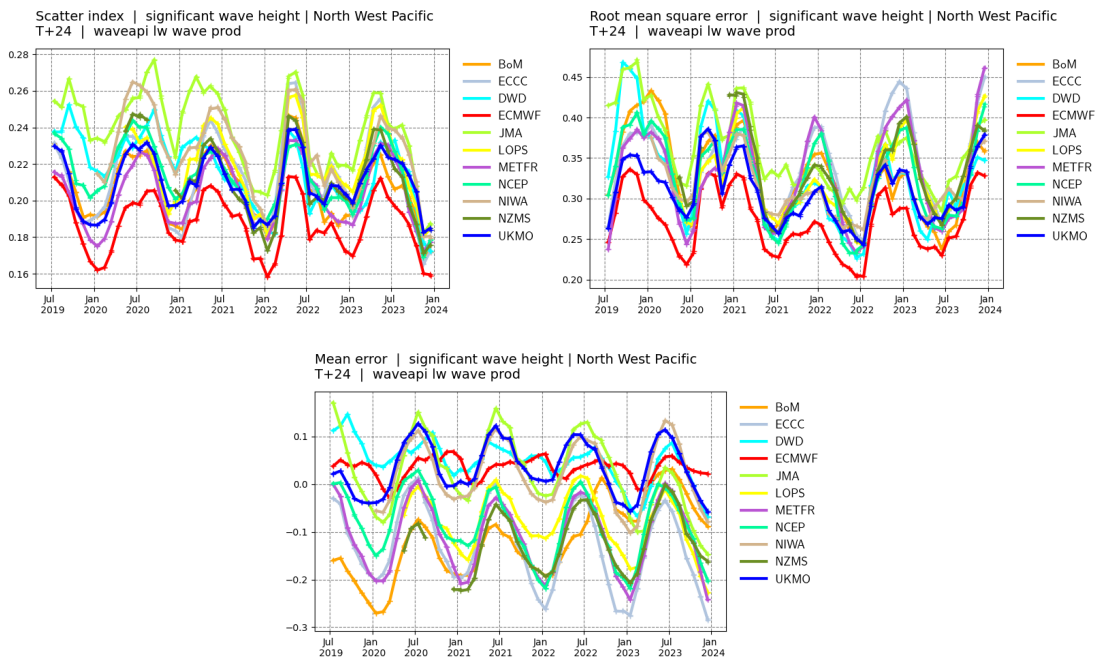 Scatter index | significant wave height | North West Pacific
T+24 | waveapi lw wave prod
0.28
0.26
0.24
0.22
0.20
0.18
0.16
Jul 2019
Jan 2020
Jul 2020
Jan 2021
Jul 2021
Jan 2022
Jul 2022
Jan 2023
Jul 2023
Jan 2024
BoM
ECCC
DWD
ECMWF
JMA
LOPS
METFR
NCEP
NIWA
NZMS
UKMO
Root mean square error | significant wave height | North West Pacific
T+24 | waveapi lw wave prod
0.45
0.40
0.35
0.30
0.25
0.20
Jul 2019
Jan 2020
Jul 2020
Jan 2021
Jul 2021
Jan 2022
Jul 2022
Jan 2023
Jul 2023
Jan 2024
BoM
ECCC
DWD
ECMWF
JMA
LOPS
METFR
NCEP
NIWA
NZMS
UKMO
Mean error | significant wave height | North West Pacific
T+24 | waveapi lw wave prod
0.1
0.0
−0.1
−0.2
−0.3
Jul 2019
Jan 2020
Jul 2020
Jan 2021
Jul 2021
Jan 2022
Jul 2022
Jan 2023
Jul 2023
Jan 2024
BoM
ECCC
DWD
ECMWF
JMA
LOPS
METFR
NCEP
NIWA
NZMS
UKMO